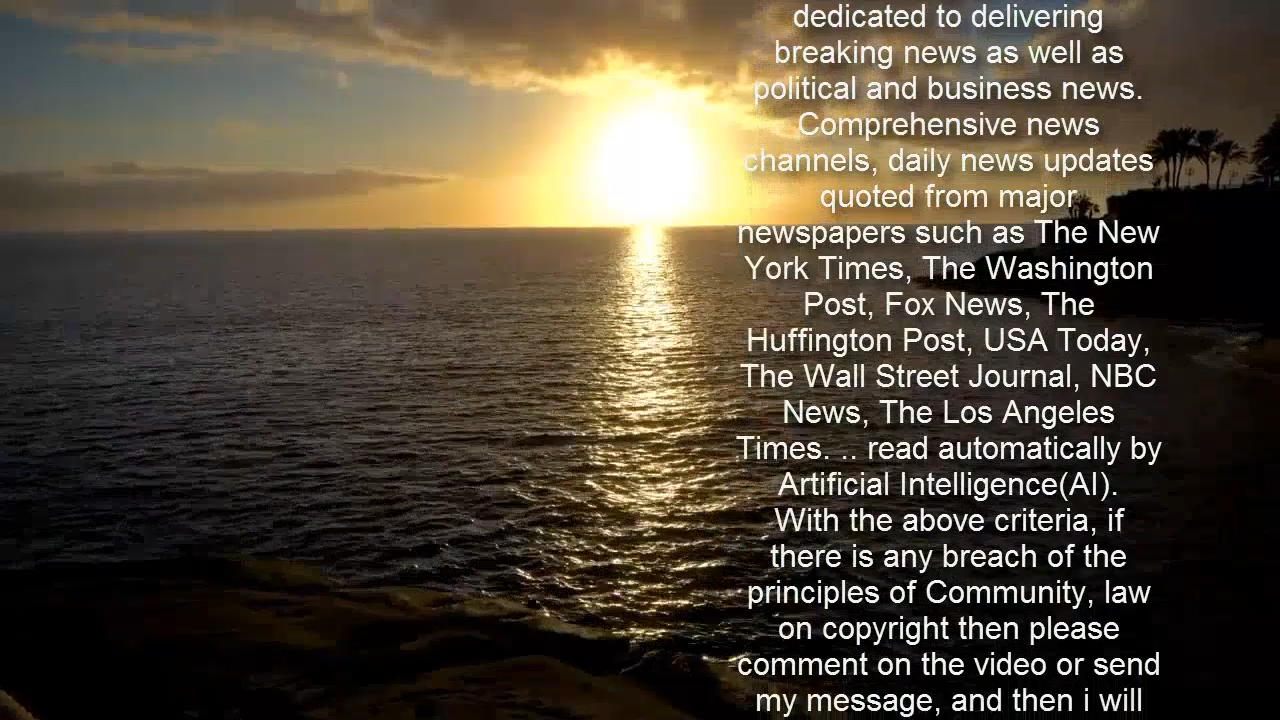 dedicated to delivering
breaking news as well as
political and business news.
Comprehensive news
channels, daily news updates
quoted from major
newspapers such as The New
York Times, The Washington
Post, Fox News, The
Huffington Post, USA Today,
The Wall Street Journal, NBC
News, The Los Angeles
Times. .. read automatically by
Artificial Intelligence(AI).
With the above criteria, if
there is any breach of the
principles of Community, law
on copyright then please
comment on the video or send
my message, and then i will